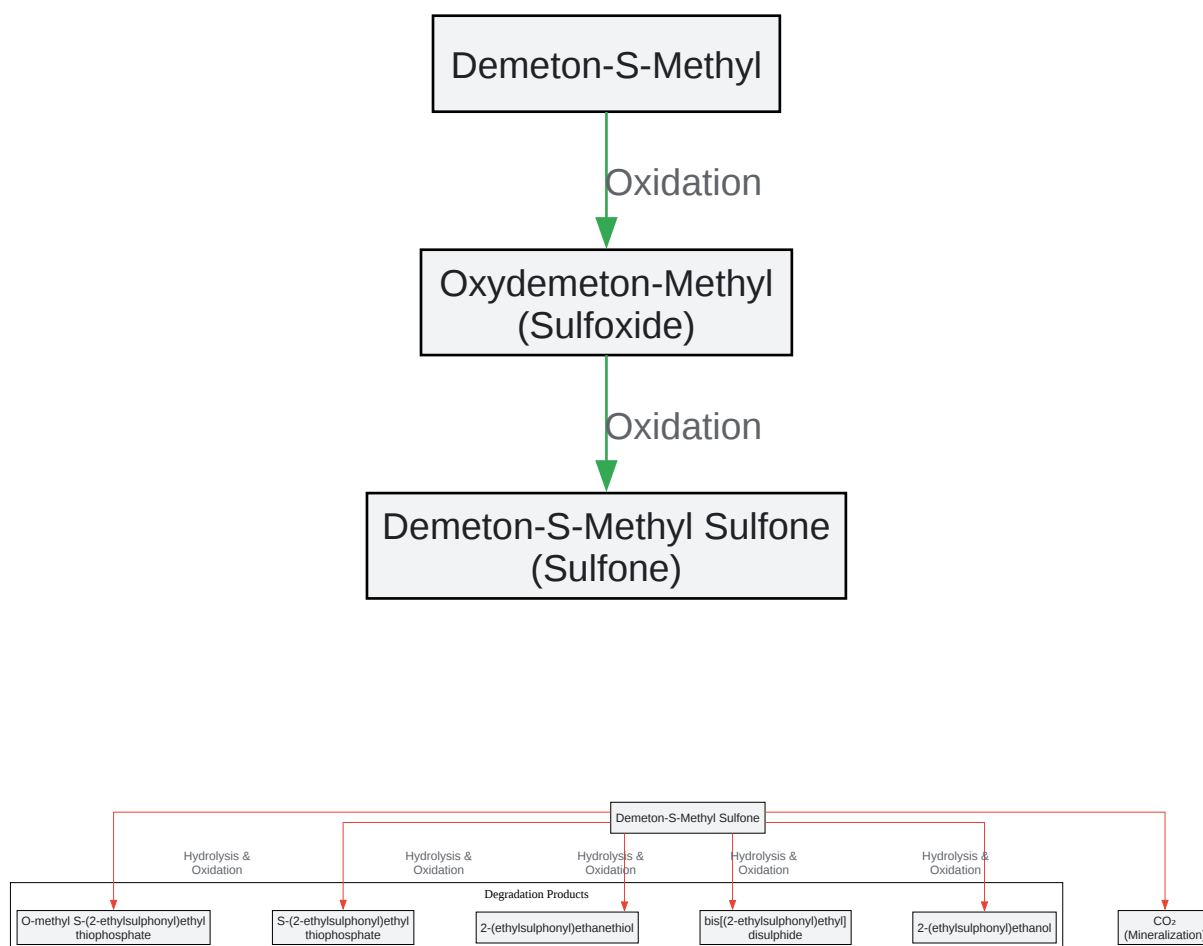 Demeton-S-Methyl
Oxidation
Oxydemeton-Methyl
(Sulfoxide)
Oxidation
Demeton-S-Methyl Sulfone
(Sulfone)
Demeton-S-Methyl Sulfone
Hydrolysis &
Oxidation
Hydrolysis &
Oxidation
Hydrolysis &
Oxidation
Hydrolysis &
Oxidation
Hydrolysis &
Oxidation
Degradation Products
O-methyl S-(2-ethylsulphonyl)ethyl
thiophosphate
S-(2-ethylsulphonyl)ethyl
thiophosphate
2-(ethylsulphonyl)ethanethiol
bis[(2-ethylsulphonyl)ethyl]
disulphide
2-(ethylsulphonyl)ethanol
CO₂
(Mineralization)